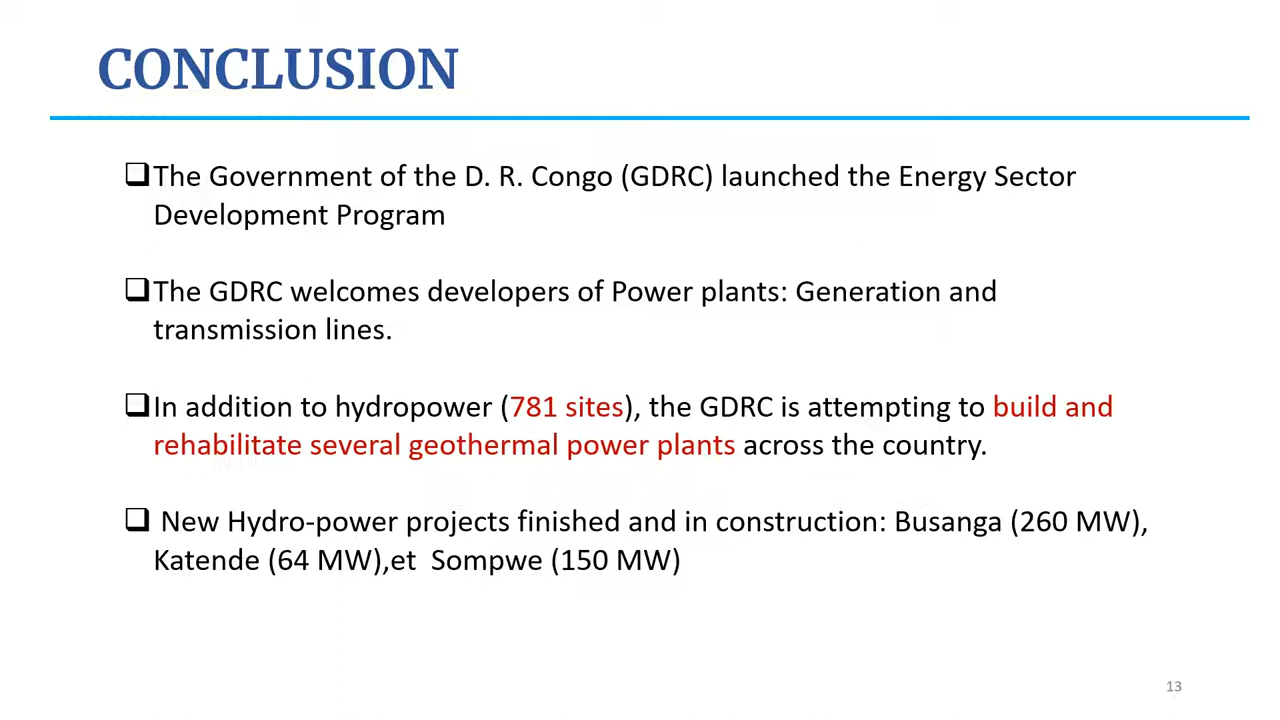 CONCLUSION
❑The Government of the D. R. Congo (GDRC) launched the Energy Sector
Development Program
❑The GDRC welcomes developers of Power plants: Generation and
transmission lines.
❑In addition to hydropower (781 sites), the GDRC is attempting to build and
rehabilitate several geothermal power plants across the country.
❑ New Hydro-power projects finished and in construction: Busanga (260 MW),
Katende (64 MW),et  Sompwe (150 MW)
13